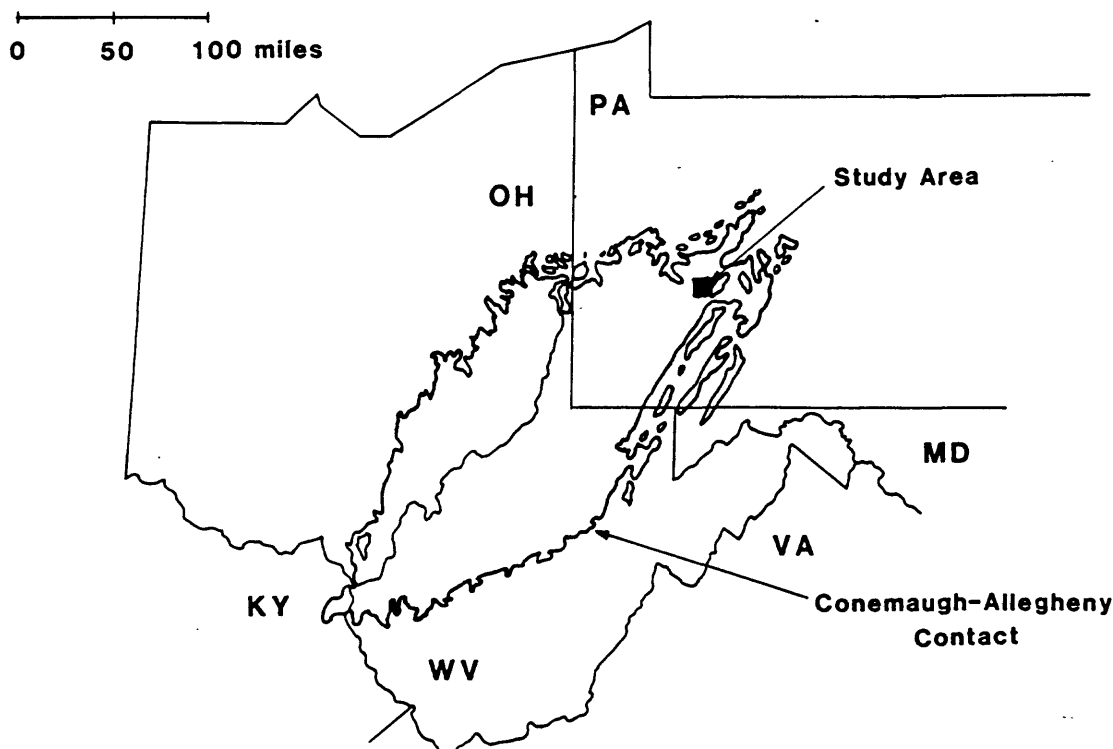 0 50 100 miles
PA
OH
Study Area
MD
VA
KY
Conemaugh-Allegheny
Contact
WV